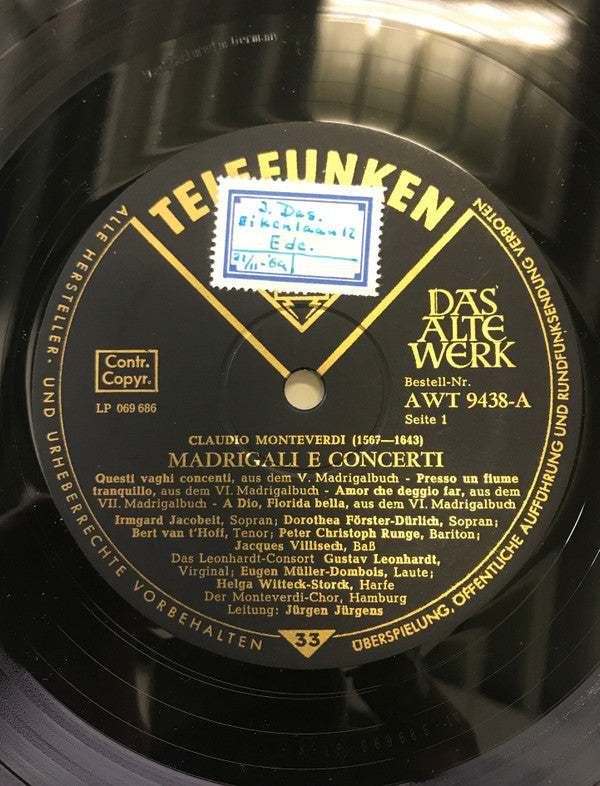 Made in Germany
TELEFUNKEN
J. Das.
Eikenlaan 12
Ede.
21/11-'64
DAS
ALTE
WERK
Contr.
Copyr.
LP 069 686
Bestell-Nr.
AWT 9438-A
Seite 1
CLAUDIO MONTEVERDI (1567—1643)
MADRIGALI E CONCERTI
Questi vaghi concenti, aus dem V. Madrigalbuch - Presso un fiume
tranquillo, aus dem VI. Madrigalbuch - Amor che deggio far, aus dem
VII. Madrigalbuch - A Dio, Florida bella, aus dem VI. Madrigalbuch
Irmgard Jacobeit, Sopran; Dorothea Förster-Dürlich, Sopran;
Bert van t'Hoff, Tenor; Peter Christoph Runge, Bariton;
Jacques Villisech, Baß
Das Leonhardt-Consort Gustav Leonhardt,
Virginal; Eugen Müller-Dombois, Laute;
Helga Witteck-Storck, Harfe
Der Monteverdi-Chor, Hamburg
Leitung: Jürgen Jürgens
33
ALLE HERSTELLER - UND URHEBERRECHTE VORBEHALTEN
ÜBERSPIELUNG, ÖFFENTLICHE AUFFÜHRUNG UND RUNDFUNKSENDUNG VERBOTEN
LP-069686